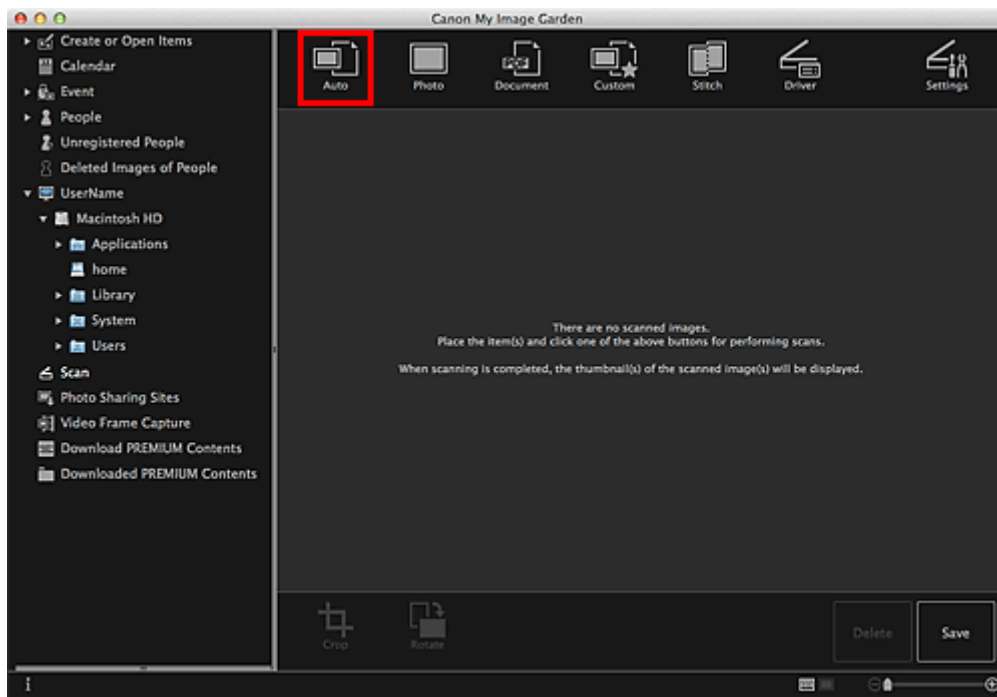 Canon My Image Garden
Create or Open Items
Calendar
Event
People
Unregistered People
Deleted Images of People
UserName
Macintosh HD
Applications
home
Library
System
Users
Scan
Photo Sharing Sites
Video Frame Capture
Download PREMIUM Contents
Downloaded PREMIUM Contents
Auto
Photo
PDF
Document
Custom
Stitch
Driver
Settings
There are no scanned images.
Place the item(s) and click one of the above buttons for performing scans.
When scanning is completed, the thumbnail(s) of the scanned image(s) will be displayed.
Crop
Rotate
Delete
Save